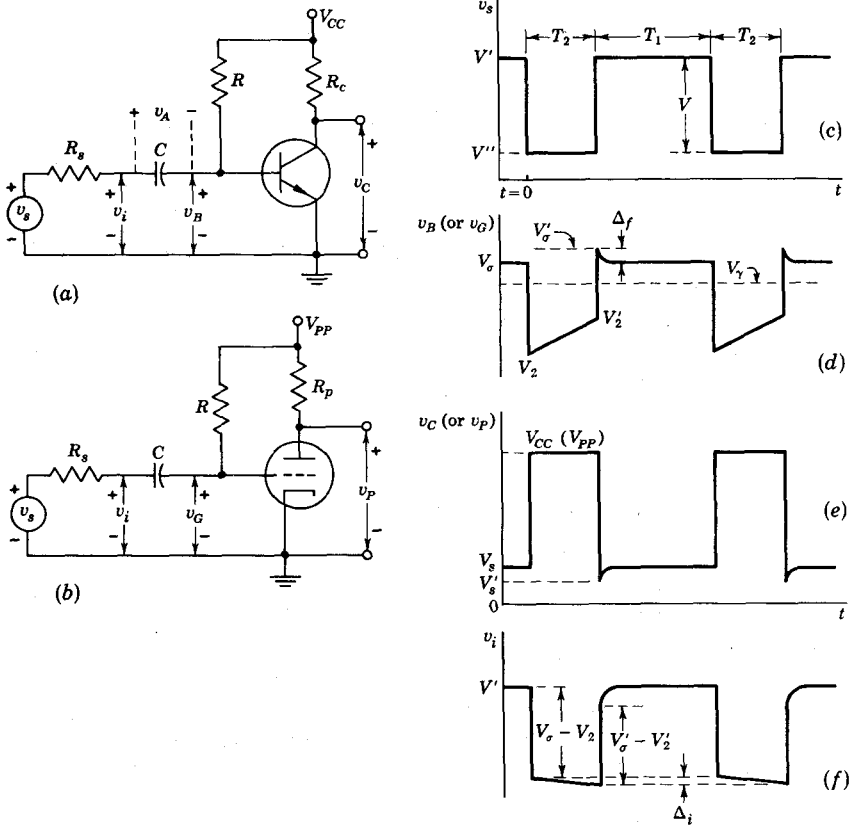 V_CC
R
R_c
+ v_A −
R_s
C
+ v_s −
+ v_i −
+ v_B −
+ v_C −
(a)
V_PP
R
R_p
R_s
C
+ v_s −
+ v_i −
+ v_G −
+ v_P −
(b)
v_s
T_2 T_1 T_2
V'
V
V''
t = 0 t
(c)
v_B (or v_G)
V'_σ Δ_f
V_σ
V_γ
V'_2
V_2
(d)
v_C (or v_P)
V_CC (V_PP)
V_s
V'_s
0 t
(e)
v_i
V'
V_σ − V_2 V'_σ − V'_2
Δ_i
(f)